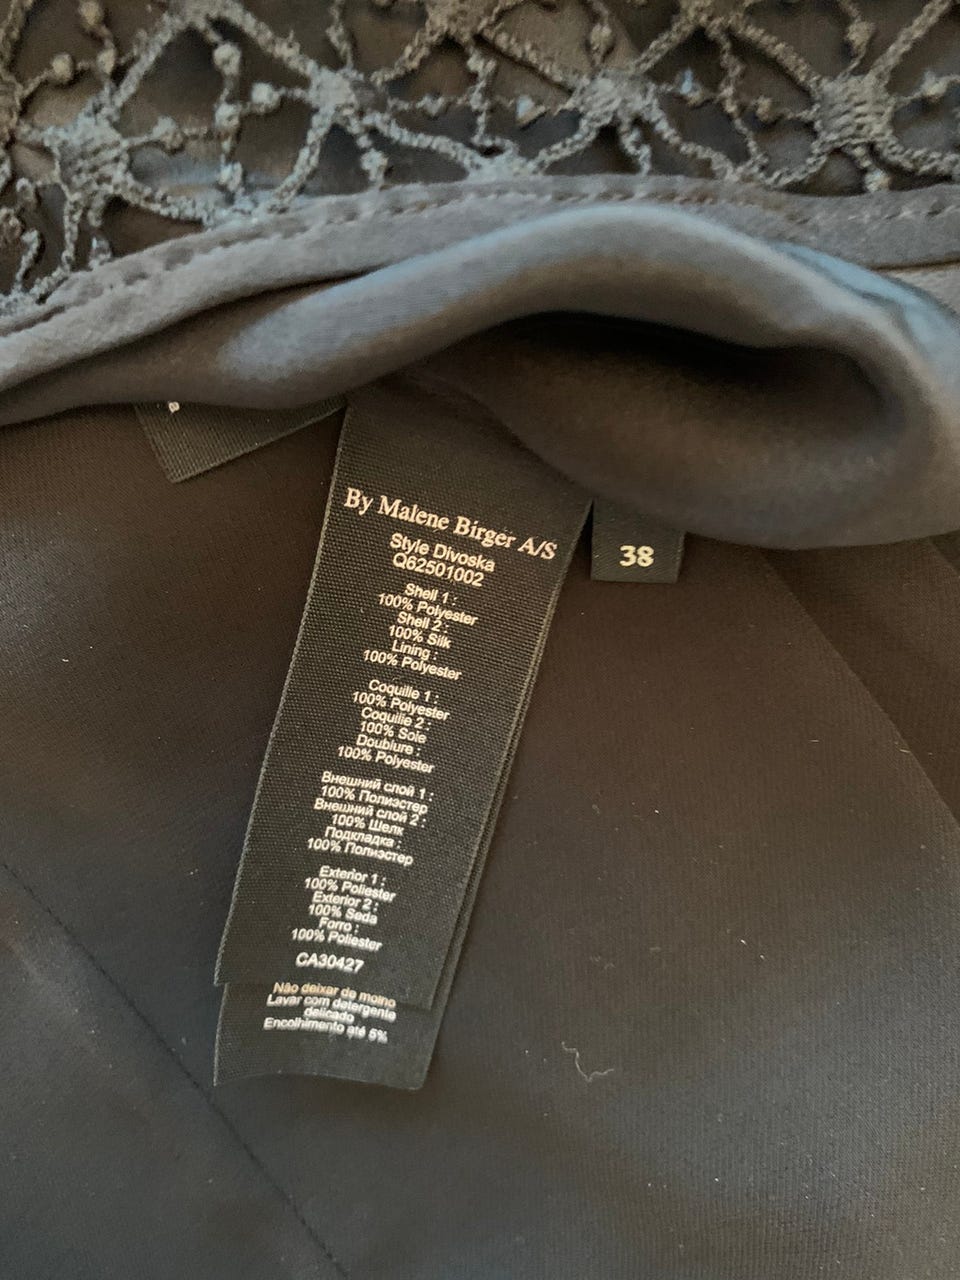 By Malene Birger A/S
Style Divoska
Q62501002
Shell 1 :
100% Polyester
Shell 2 :
100% Silk
Lining :
100% Polyester
Coquille 1 :
100% Polyester
Coquille 2 :
100% Soie
Doublure :
100% Polyester
Внешний слой 1 :
100% Полиэстер
Внешний слой 2 :
100% Шелк
Подкладка :
100% Полиэстер
Exterior 1 :
100% Poliester
Exterior 2 :
100% Seda
Forro :
100% Poliester
CA30427
Não deixar de molho
Lavar com detergente
delicado
Encolhimento até 5%
38